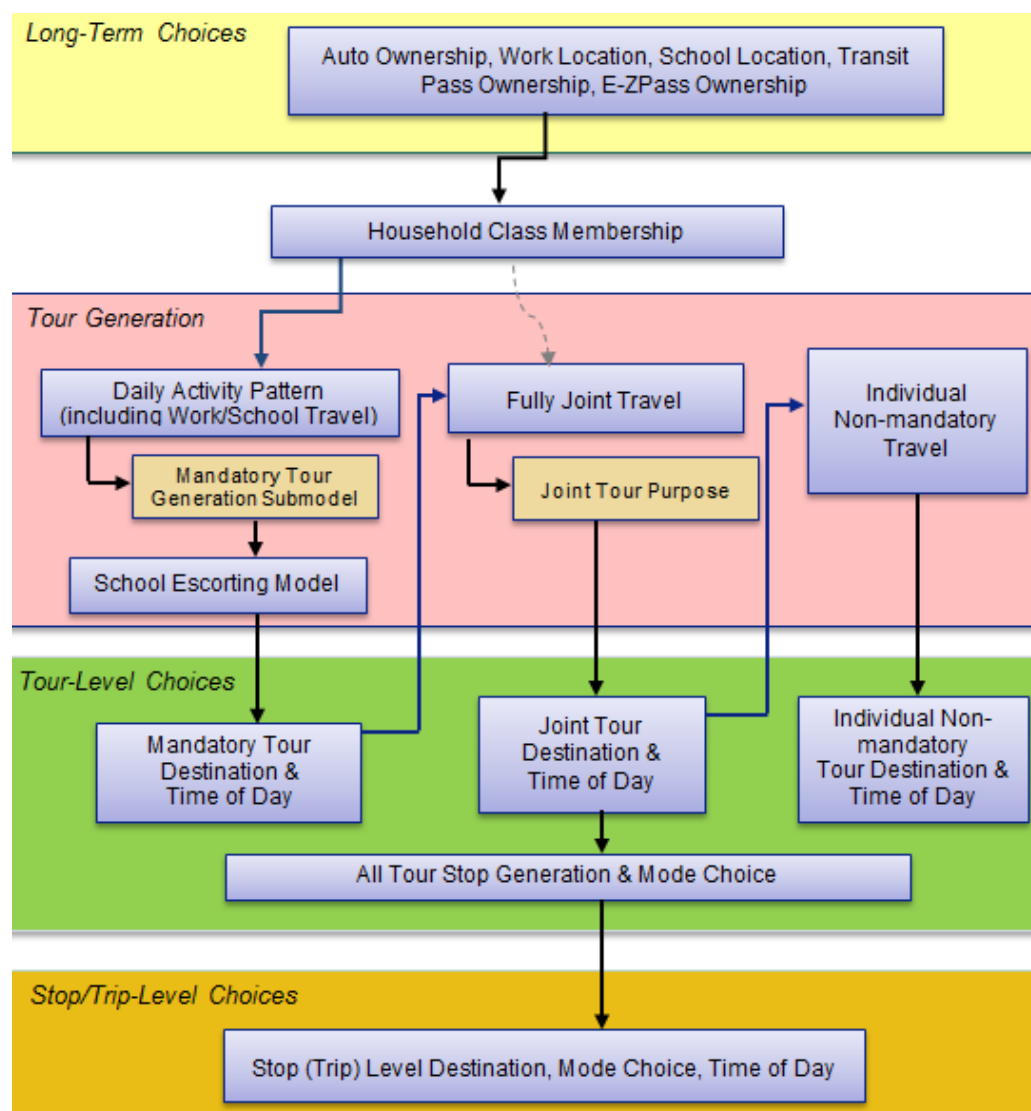 Long-Term Choices
Auto Ownership, Work Location, School Location, Transit
Pass Ownership, E-ZPass Ownership
Household Class Membership
Tour Generation
Daily Activity Pattern
(including Work/School Travel)
Fully Joint Travel
Individual
Non-mandatory
Travel
Mandatory Tour
Generation Submodel
Joint Tour Purpose
School Escorting Model
Tour-Level Choices
Mandatory Tour
Destination &
Time of Day
Joint Tour
Destination &
Time of Day
Individual Non-
mandatory
Tour Destination &
Time of Day
All Tour Stop Generation & Mode Choice
Stop/Trip-Level Choices
Stop (Trip) Level Destination, Mode Choice, Time of Day